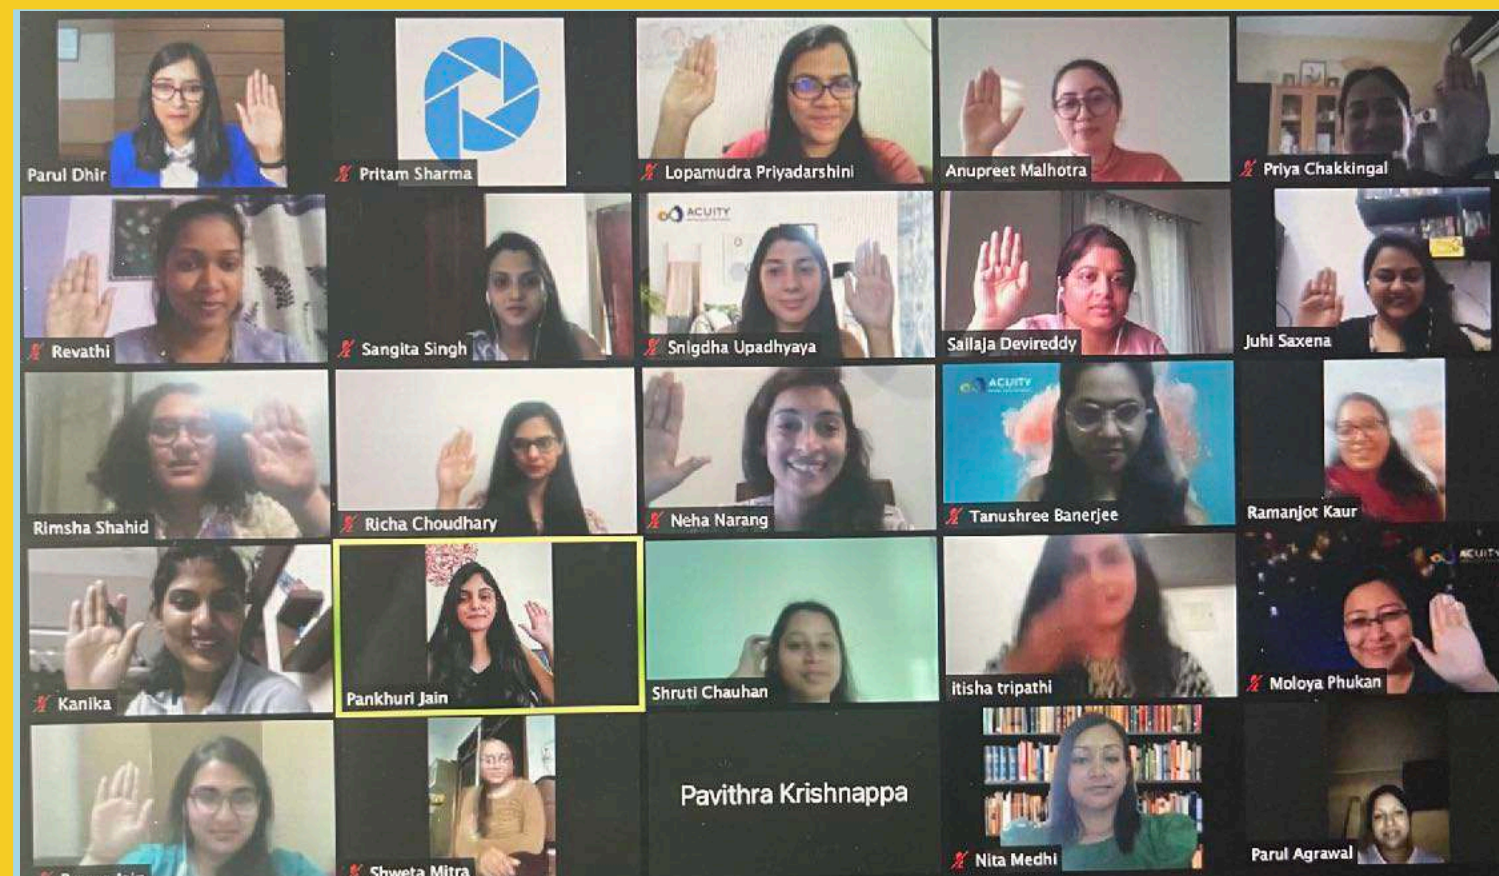 Parul Dhir
Pritam Sharma
Lopamudra Priyadarshini
Anupreet Malhotra
Priya Chakkingal
ACUITY
Revathi
Sangita Singh
Snigdha Upadhyaya
Sailaja Devireddy
Juhi Saxena
ACUITY
Rimsha Shahid
Richa Choudhary
Neha Narang
Tanushree Banerjee
Ramanjot Kaur
ACUITY
Kanika
Pankhuri Jain
Shruti Chauhan
itisha tripathi
Moloya Phukan
Pavithra Krishnappa
Shweta Mitra
Nita Medhi
Parul Agrawal